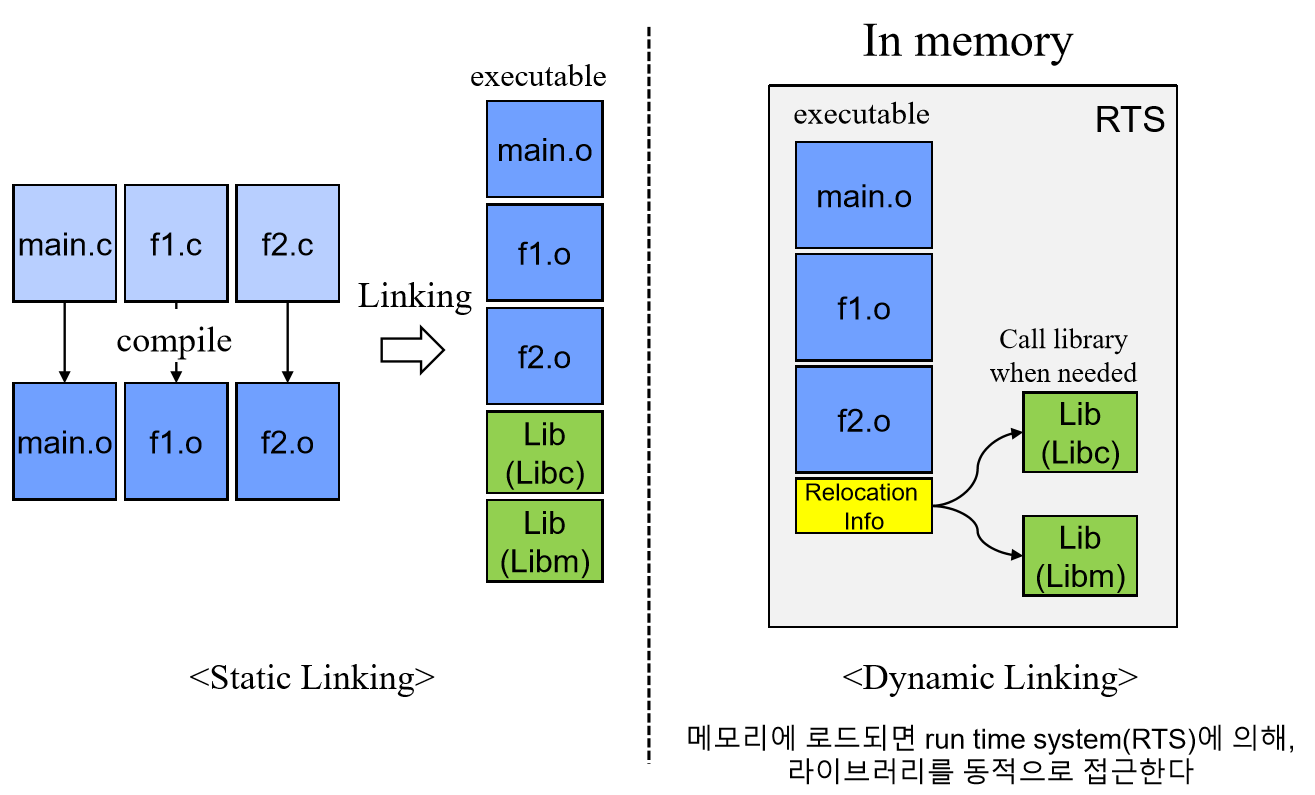 executable
main.o
f1.o
f2.o
Lib
(Libc)
Lib
(Libm)
main.c
f1.c
f2.c
compile
main.o
f1.o
f2.o
Linking
<Static Linking>
In memory
RTS
executable
main.o
f1.o
f2.o
Relocation
Info
Call library
when needed
Lib
(Libc)
Lib
(Libm)
<Dynamic Linking>
메모리에 로드되면 run time system(RTS)에 의해,
라이브러리를 동적으로 접근한다